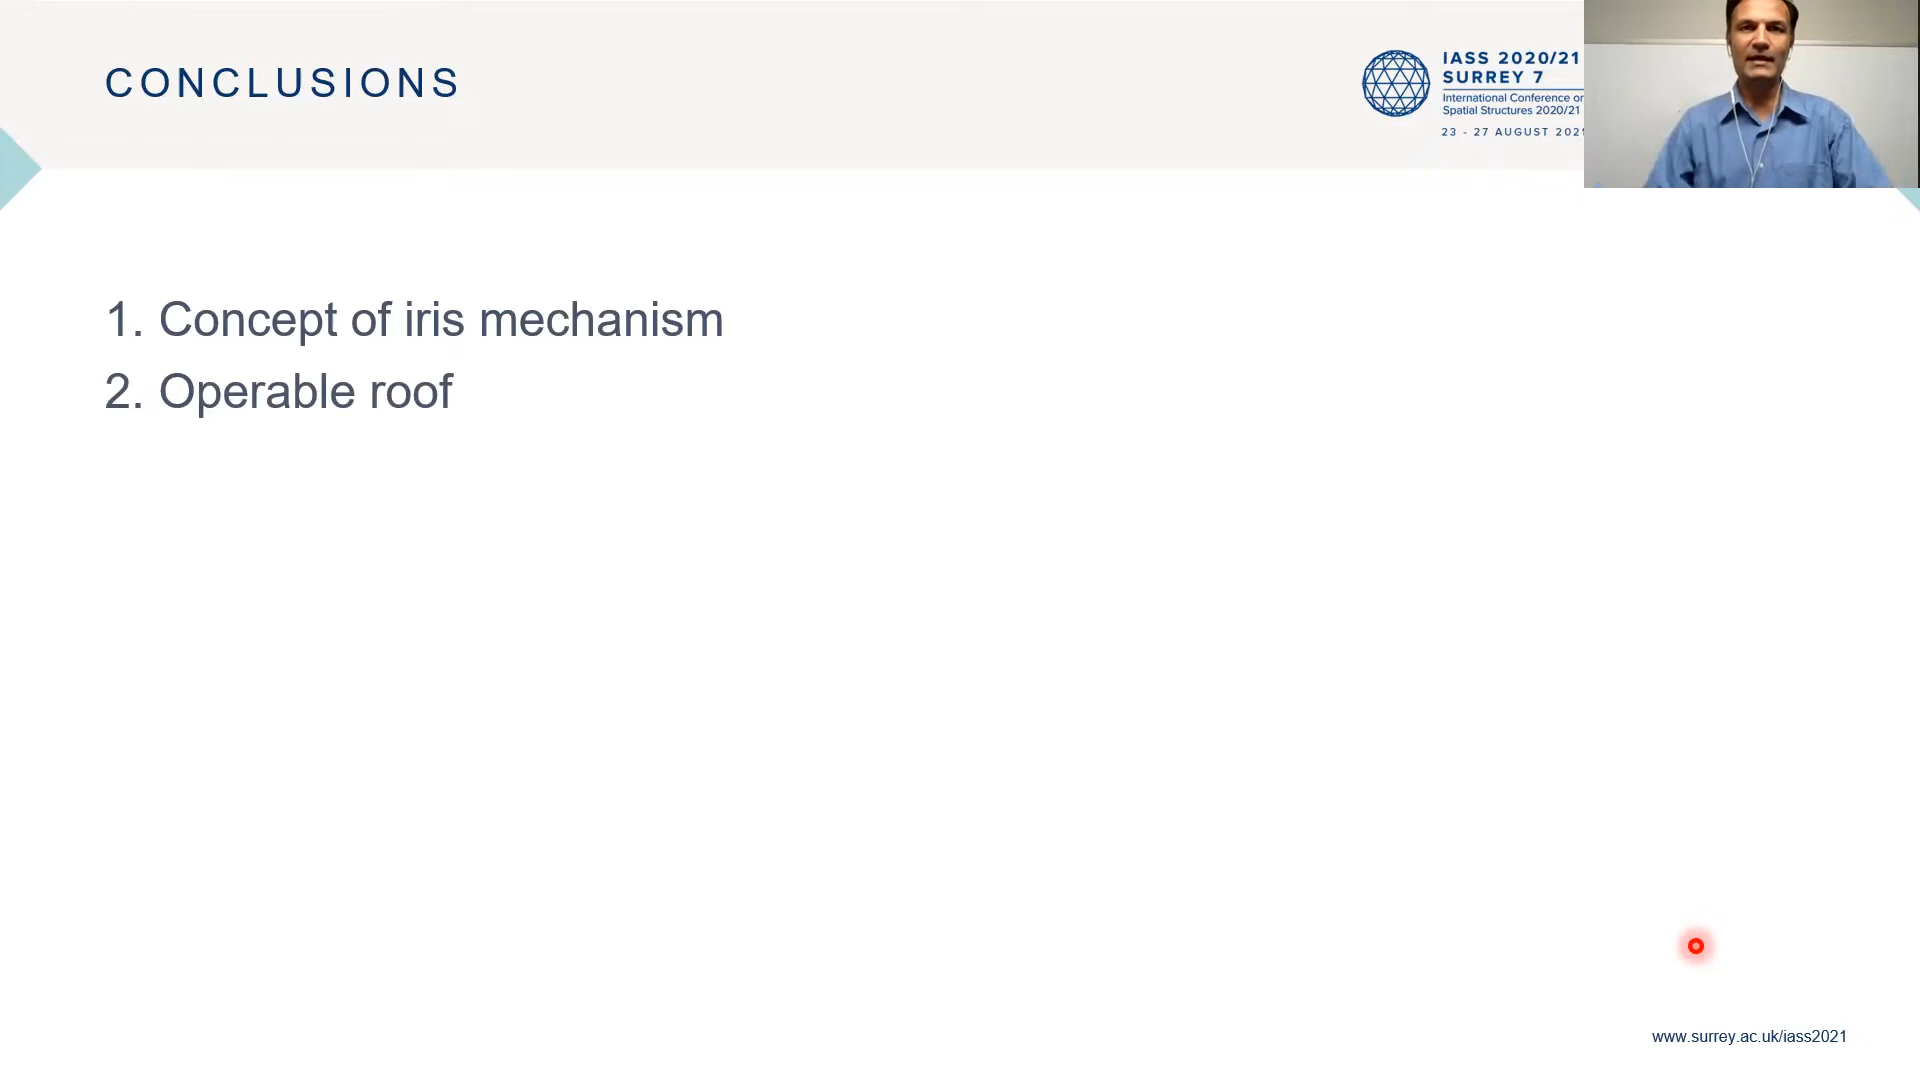 CONCLUSIONS
IASS 2020/21
SURREY 7
International Conference on
Spatial Structures 2020/21
23 - 27 AUGUST 2021
1. Concept of iris mechanism
2. Operable roof
www.surrey.ac.uk/iass2021